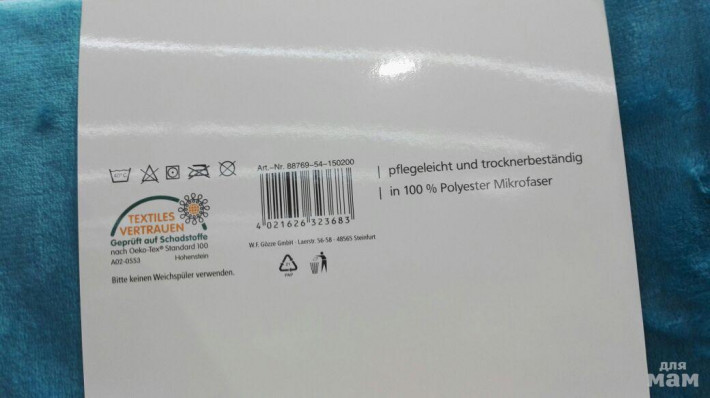 Art.-Nr. 88769-54-150200
pflegeleicht und trocknerbeständig
in 100 % Polyester Mikrofaser
4 021626 323683
TEXTILES
VERTRAUEN
Geprüft auf Schadstoffe
nach Oeko-Tex® Standard 100
A02-0553 Hohenstein
W.F. Gözze GmbH · Laerstr. 56-58 · 48565 Steinfurt
PAP
Bitte keinen Weichspüler verwenden.
для
мам